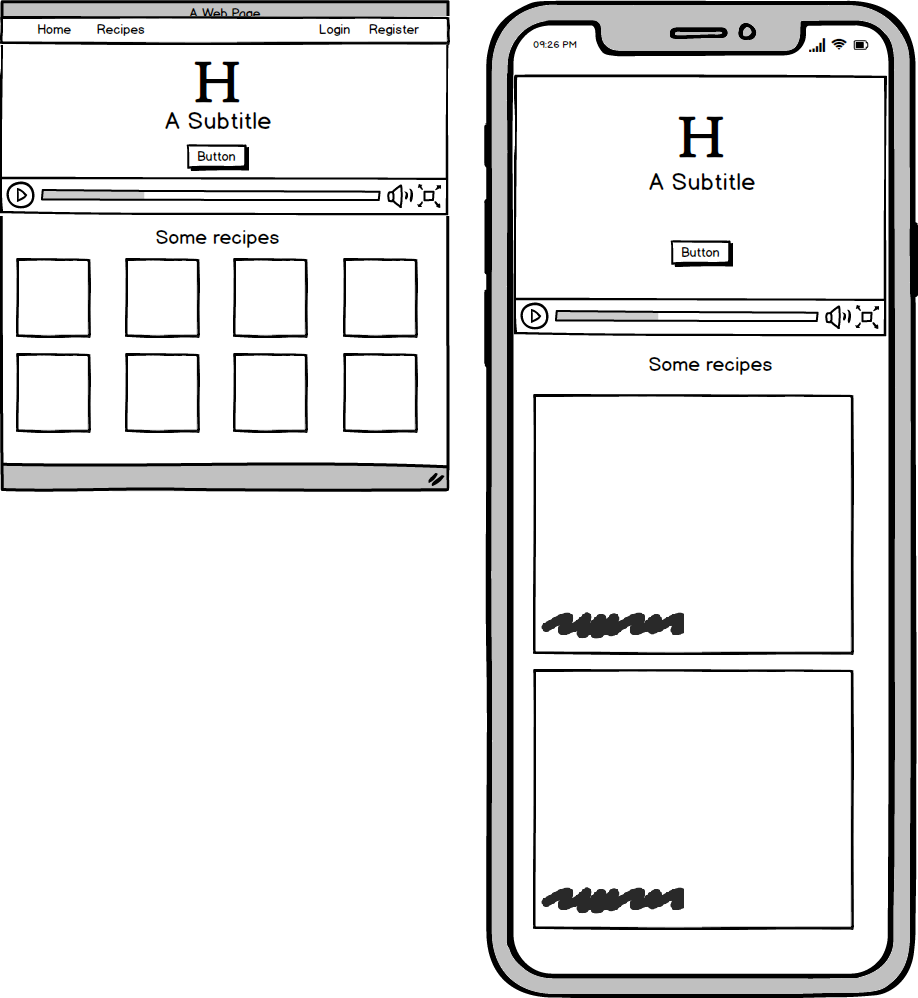 A Web Page
Home Recipes Login Register
H
A Subtitle
Button
Some recipes
09:26 PM
H
A Subtitle
Button
Some recipes